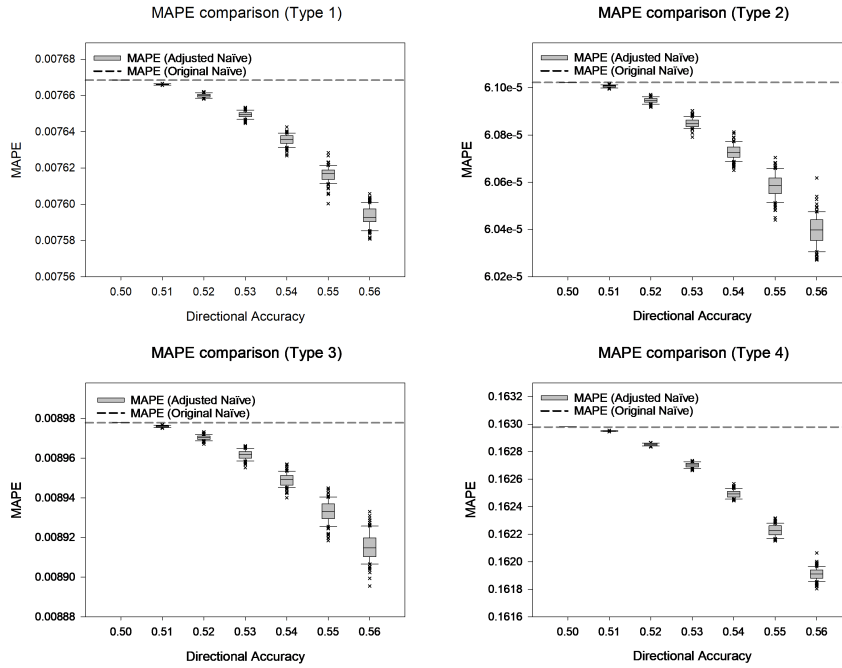 MAPE comparison (Type 1)
MAPE (Adjusted Naïve)
MAPE (Original Naïve)
0.00768
0.00766
0.00764
0.00762
0.00760
0.00758
0.00756
MAPE
0.50 0.51 0.52 0.53 0.54 0.55 0.56
Directional Accuracy
MAPE comparison (Type 2)
MAPE (Adjusted Naïve)
MAPE (Original Naïve)
6.10e-5
6.08e-5
6.06e-5
6.04e-5
6.02e-5
MAPE
0.50 0.51 0.52 0.53 0.54 0.55 0.56
Directional Accuracy
MAPE comparison (Type 3)
MAPE (Adjusted Naïve)
MAPE (Original Naïve)
0.00898
0.00896
0.00894
0.00892
0.00890
0.00888
MAPE
0.50 0.51 0.52 0.53 0.54 0.55 0.56
Directional Accuracy
MAPE comparison (Type 4)
MAPE (Adjusted Naïve)
MAPE (Original Naïve)
0.1632
0.1630
0.1628
0.1626
0.1624
0.1622
0.1620
0.1618
0.1616
MAPE
0.50 0.51 0.52 0.53 0.54 0.55 0.56
Directional Accuracy